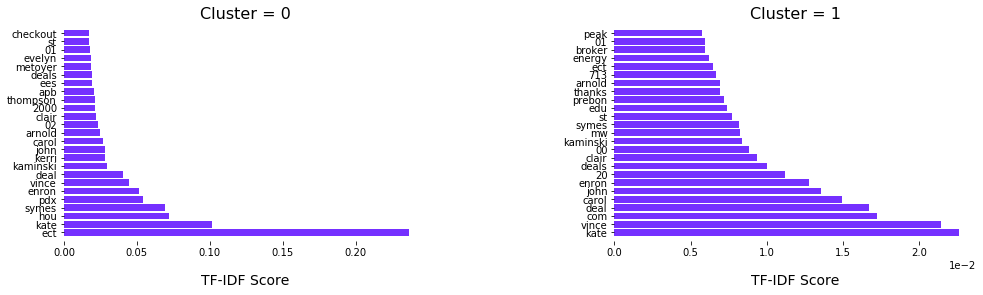 Cluster = 0
checkout
st
01
evelyn
metoyer
deals
ees
apb
thompson
2000
clair
02
arnold
carol
john
kerri
kaminski
deal
vince
enron
pdx
symes
hou
kate
ect
0.00 0.05 0.10 0.15 0.20
TF-IDF Score
Cluster = 1
peak
01
broker
energy
ect
713
arnold
thanks
prebon
edu
st
symes
mw
kaminski
00
clair
deals
20
enron
john
carol
deal
com
vince
kate
0.0 0.5 1.0 1.5 2.0
1e−2
TF-IDF Score